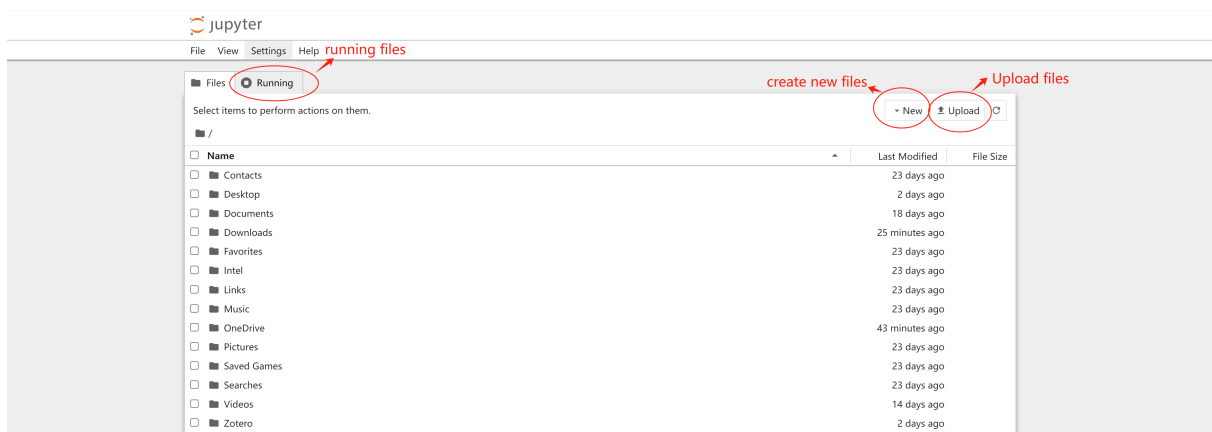 jupyter
File View Settings Help running files
Files Running
create new files Upload files
Select items to perform actions on them.
New Upload
/
Name Last Modified File Size
Contacts 23 days ago
Desktop 2 days ago
Documents 18 days ago
Downloads 25 minutes ago
Favorites 23 days ago
Intel 23 days ago
Links 23 days ago
Music 23 days ago
OneDrive 43 minutes ago
Pictures 23 days ago
Saved Games 23 days ago
Searches 23 days ago
Videos 14 days ago
Zotero 2 days ago